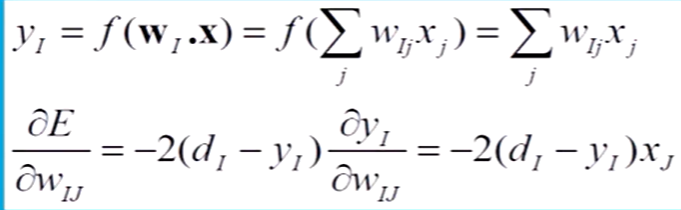 y_I = f(w_I.x) = f(∑_j w_Ij x_j) = ∑_j w_Ij x_j
∂E/∂w_IJ = -2(d_I - y_I) ∂y_I/∂w_IJ = -2(d_I - y_I)x_J